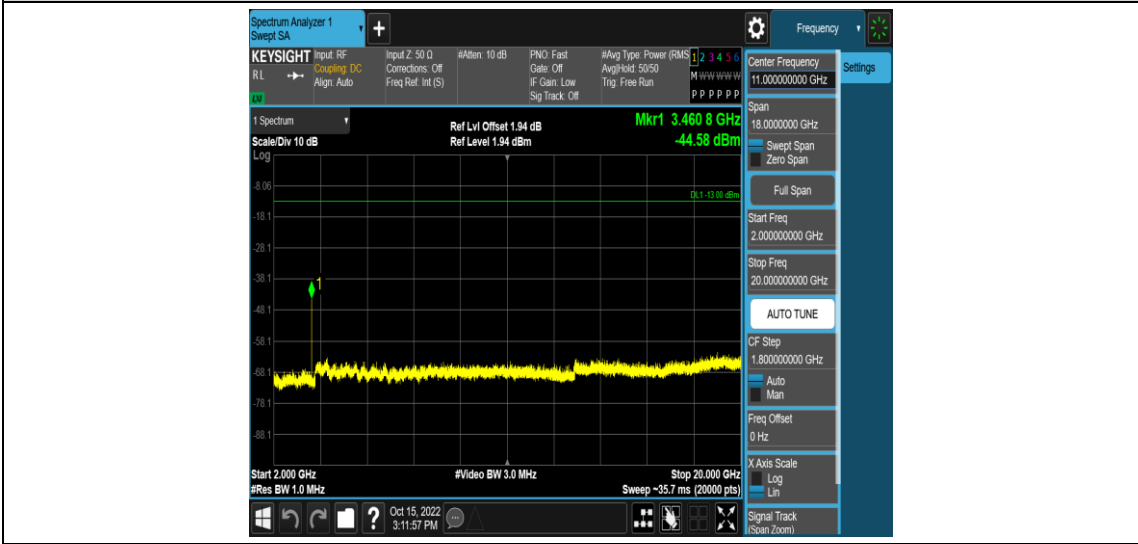 Spectrum Analyzer 1
Swept SA
+
Frequency
KEYSIGHT
RL
Input: RF
Coupling: DC
Align: Auto
Input Z: 50 Ω
Corrections: Off
Freq Ref: Int (S)
#Atten: 10 dB
PNO: Fast
Gate: Off
IF Gain: Low
Sig Track: Off
#Avg Type: Power (RMS
Avg|Hold: 50/50
Trig: Free Run
1 2 3 4 5 6
M W W W W W
P P P P P P
1 Spectrum
Scale/Div 10 dB
Ref Lvl Offset 1.94 dB
Ref Level 1.94 dBm
Mkr1 3.460 8 GHz
-44.58 dBm
Log
DL1 -13.00 dBm
-8.06
-18.1
-28.1
-38.1
-48.1
-58.1
-68.1
-78.1
-88.1
1
Start 2.000 GHz
#Res BW 1.0 MHz
#Video BW 3.0 MHz
Stop 20.000 GHz
Sweep ~35.7 ms (20000 pts)
?
Oct 15, 2022
3:11:57 PM
Center Frequency
11.000000000 GHz
Settings
Span
18.0000000 GHz
Swept Span
Zero Span
Full Span
Start Freq
2.000000000 GHz
Stop Freq
20.000000000 GHz
AUTO TUNE
CF Step
1.800000000 GHz
Auto
Man
Freq Offset
0 Hz
X Axis Scale
Log
Lin
Signal Track
(Span Zoom)